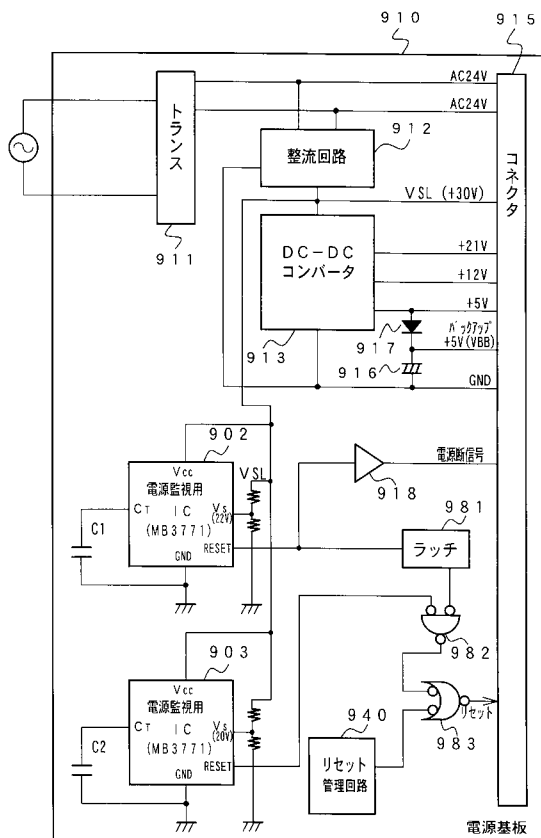 910
915
AC24V
AC24V
トランス
911
整流回路
912
コネクタ
VSL (+30V)
DC-DC
コンバータ
913
+21V
+12V
+5V
917
バックアップ
+5V(VBB)
916
GND
902
Vcc
電源監視用
CT
IC
(MB3771)
Vs
(22V)
GND
RESET
C1
VSL
電源断信号
918
981
ラッチ
982
903
Vcc
電源監視用
CT
IC
(MB3771)
Vs
(20V)
GND
RESET
C2
940
リセット
管理回路
983
リセット
電源基板